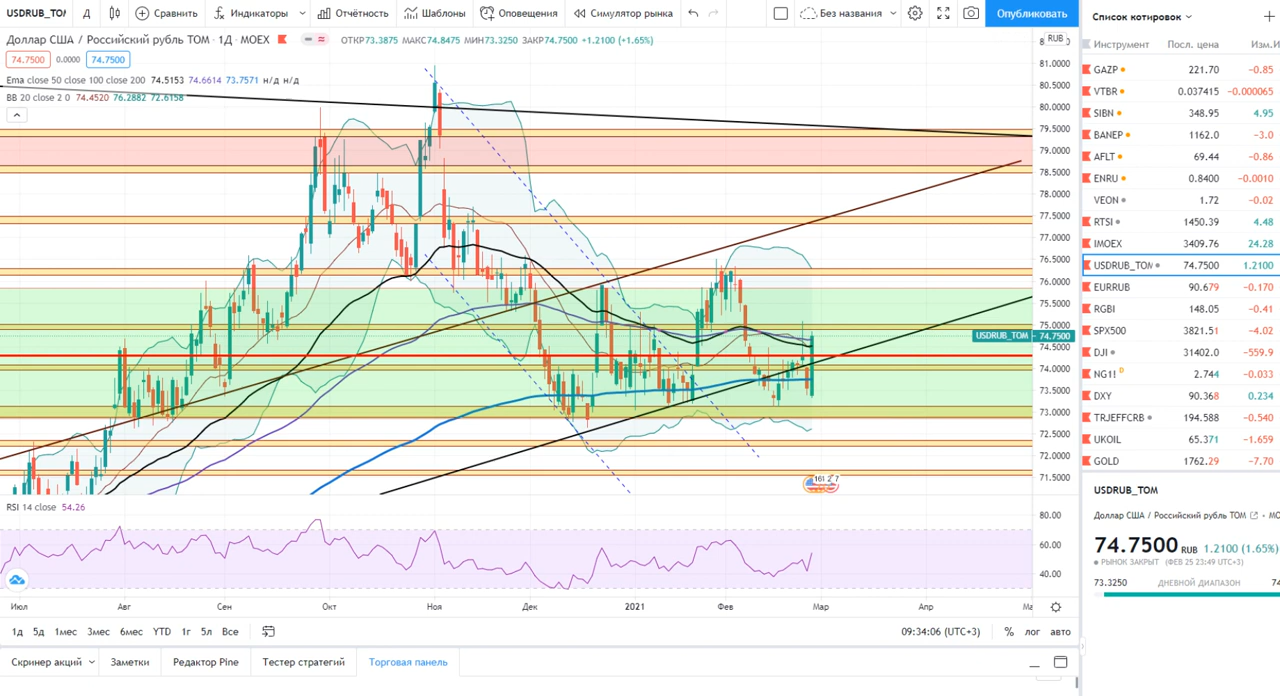 USDRUB_TOM Д Сравнить Индикаторы Отчётность Шаблоны Оповещения Симулятор рынка Без названия Опубликовать
Доллар США / Российский рубль ТОМ · 1Д · MOEX ОТКР73.3875 МАКС74.8475 МИН73.3250 ЗАКР74.7500 +1.2100 (+1.65%)
74.7500 0.0000 74.7500
Ema close 50 close 100 close 200 74.5153 74.6614 73.7571 н/д н/д
BB 20 close 2 0 74.4520 76.2882 72.6158
RUB
81.0000
80.0000
79.5000
79.0000
78.5000
78.0000
77.5000
77.0000
76.5000
76.0000
75.5000
75.0000
USDRUB_TOM 74.7500
74.5000
74.0000
73.5000
73.0000
72.5000
72.0000
71.5000
RSI 14 close 54.26
80.00
60.00
40.00
Июл Авг Сен Окт Ноя Дек 2021 Фев Мар Апр Ма
1д 5д 1мес 3мес 6мес YTD 1г 5л Все 09:34:06 (UTC+3) % лог авто
Скринер акций Заметки Редактор Pine Тестер стратегий Торговая панель
Список котировок
Инструмент Посл. цена Изм. И
GAZP 221.70 -0.85
VTBR 0.037415 -0.000065
SIBN 348.95 4.95
BANEP 1162.0 -3.0
AFLT 69.44 -0.86
ENRU 0.8400 -0.0010
VEON 1.72 -0.02
RTSI 1450.39 4.48
IMOEX 3409.76 24.28
USDRUB_TOM 74.7500 1.2100
EURRUB 90.679 -0.170
RGBI 148.05 -0.41
SPX500 3821.51 -4.02
DJI 31402.0 -559.9
NG1! D 2.744 -0.033
DXY 90.368 0.234
TRJEFFCRB 194.588 -0.540
UKOIL 65.371 -1.659
GOLD 1762.29 -7.70
USDRUB_TOM
Доллар США / Российский рубль ТОМ • МО
74.7500 RUB 1.2100 (1.65%)
РЫНОК ЗАКРЫТ (ФЕВ 25 23:49 UTC+3)
73.3250 ДНЕВНОЙ ДИАПАЗОН 74